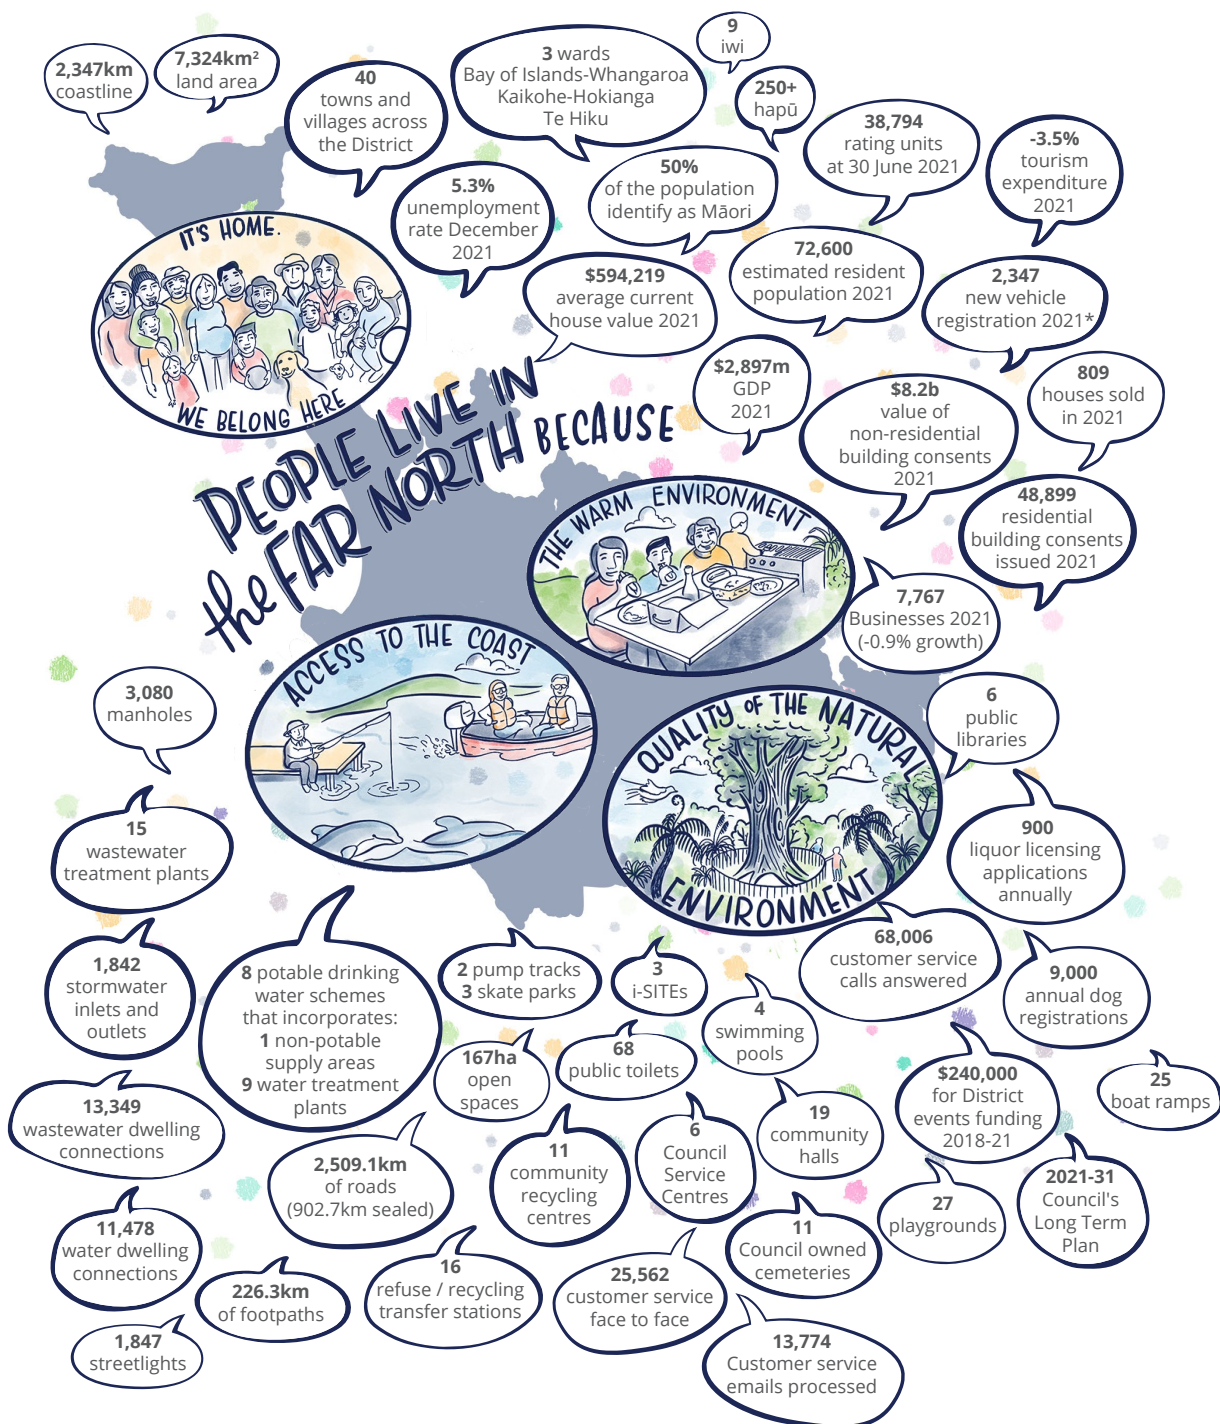 2,347km
coastline
7,324km²
land area
40
towns and
villages across
the District
3 wards
Bay of Islands-Whangaroa
Kaikohe-Hokianga
Te Hiku
9
iwi
250+
hapū
38,794
rating units
at 30 June 2021
-3.5%
tourism
expenditure
2021
5.3%
unemployment
rate December
2021
50%
of the population
identify as Māori
IT'S HOME.
WE BELONG HERE
$594,219
average current
house value 2021
72,600
estimated resident
population 2021
2,347
new vehicle
registration 2021*
$2,897m
GDP
2021
$8.2b
value of
non-residential
building consents
2021
809
houses sold
in 2021
PEOPLE LIVE IN
the FAR NORTH BECAUSE
48,899
residential
building consents
issued 2021
THE WARM ENVIRONMENT
7,767
Businesses 2021
(-0.9% growth)
ACCESS TO THE COAST
3,080
manholes
6
public
libraries
QUALITY OF THE NATURAL
ENVIRONMENT
15
wastewater
treatment plants
900
liquor licensing
applications
annually
1,842
stormwater
inlets and
outlets
8 potable drinking
water schemes
that incorporates:
1 non-potable
supply areas
9 water treatment
plants
2 pump tracks
3 skate parks
3
i-SITEs
4
swimming
pools
68,006
customer service
calls answered
9,000
annual dog
registrations
167ha
open
spaces
68
public toilets
13,349
wastewater dwelling
connections
2,509.1km
of roads
(902.7km sealed)
11
community
recycling
centres
6
Council
Service
Centres
19
community
halls
$240,000
for District
events funding
2018-21
25
boat ramps
11,478
water dwelling
connections
226.3km
of footpaths
16
refuse / recycling
transfer stations
25,562
customer service
face to face
11
Council owned
cemeteries
27
playgrounds
2021-31
Council's
Long Term
Plan
1,847
streetlights
13,774
Customer service
emails processed